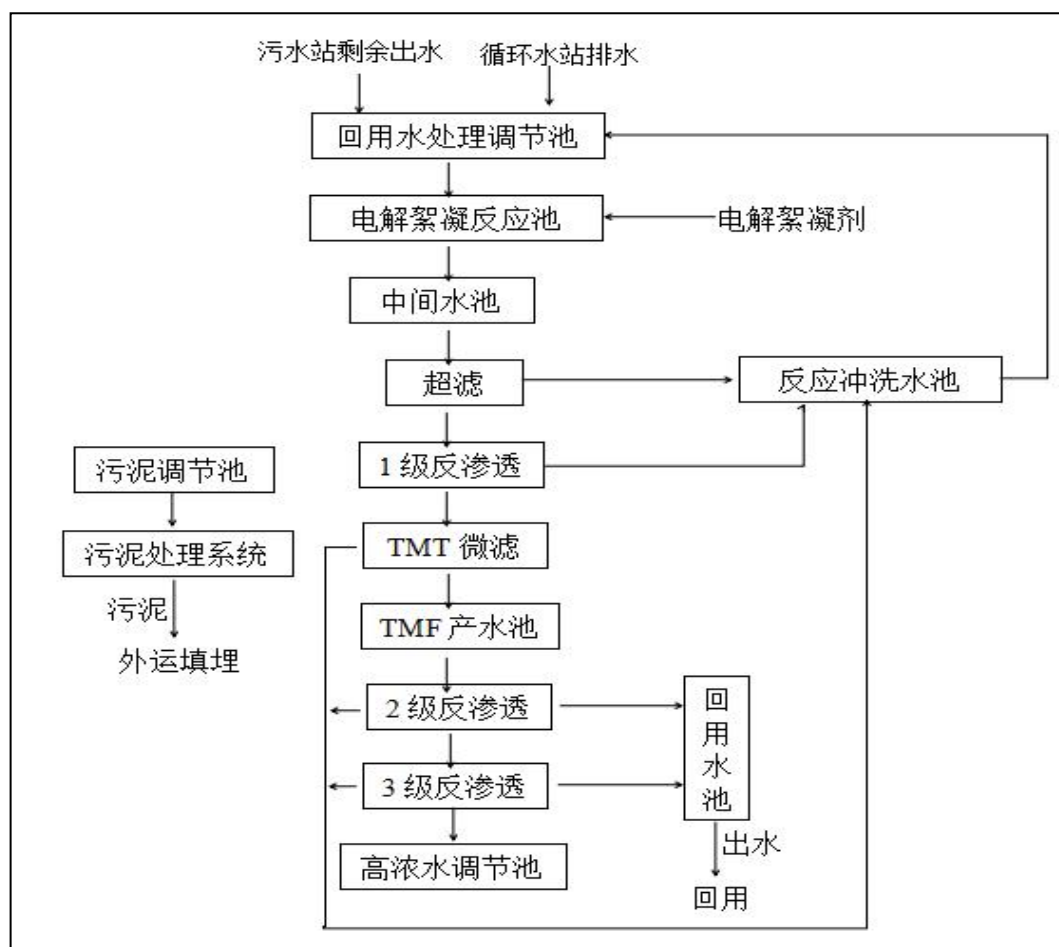 污水站剩余出水
循环水站排水
回用水处理调节池
电解絮凝反应池
电解絮凝剂
中间水池
超滤
反应冲洗水池
1 级反渗透
污泥调节池
TMT 微滤
污泥处理系统
污泥
TMF 产水池
外运填埋
2 级反渗透
回用水池
3 级反渗透
出水
高浓水调节池
回用